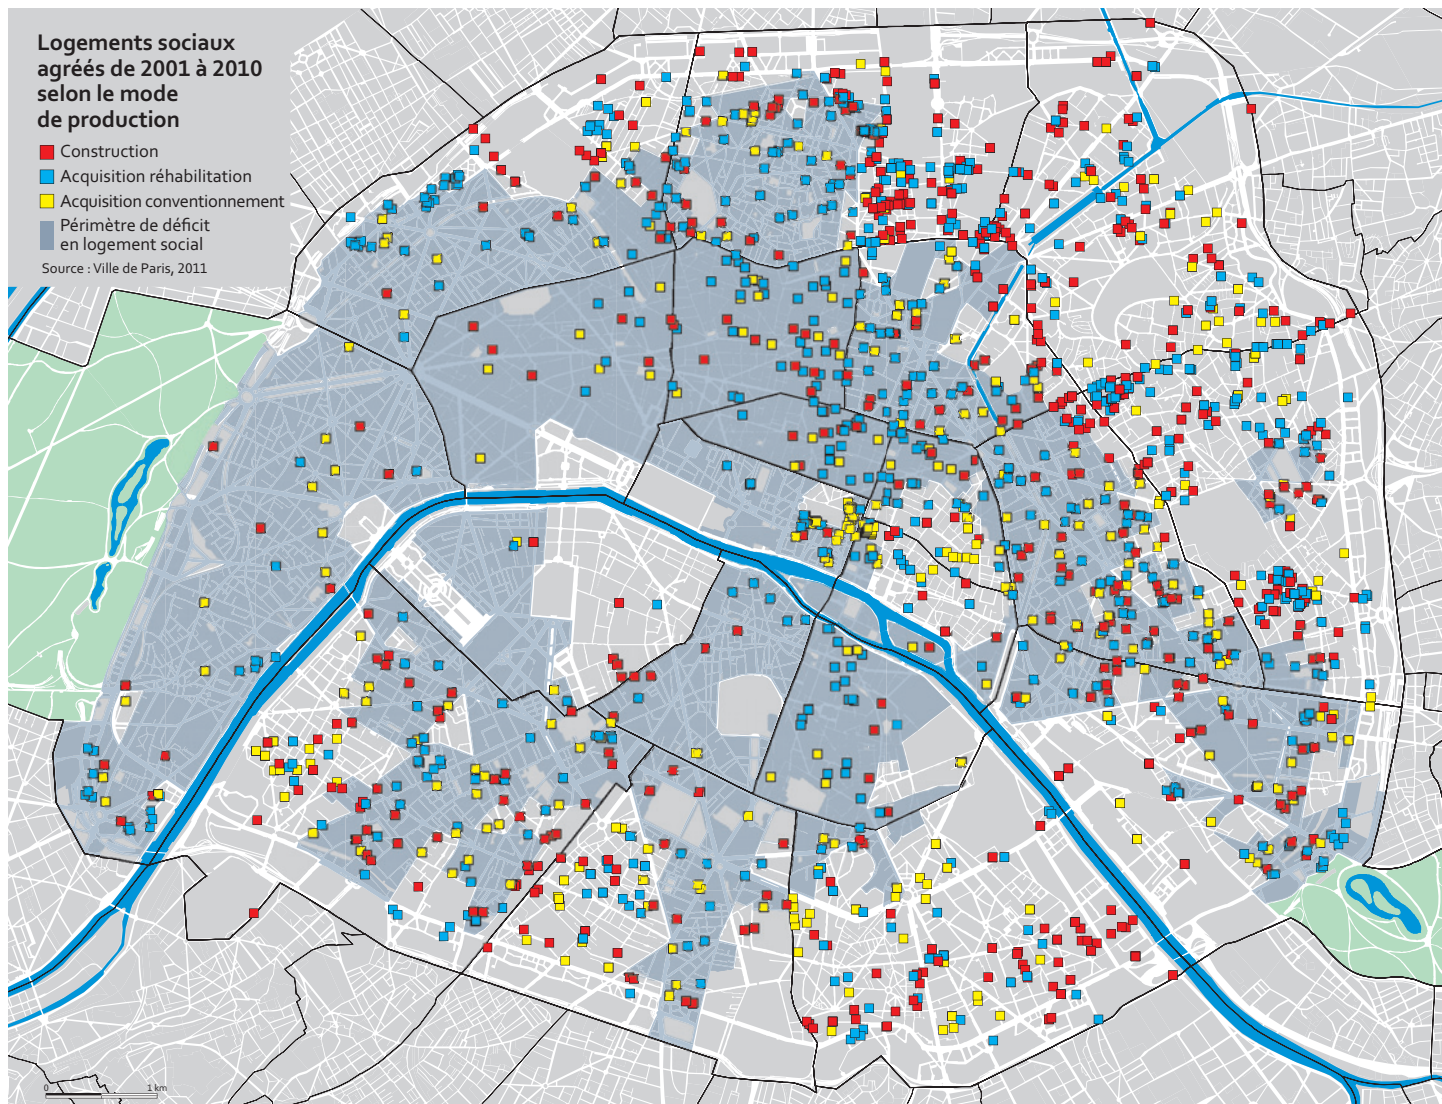 Logements sociaux
agréés de 2001 à 2010
selon le mode
de production
Construction
Acquisition réhabilitation
Acquisition conventionnement
Périmètre de déficit
en logement social
Source : Ville de Paris, 2011
0 1 km